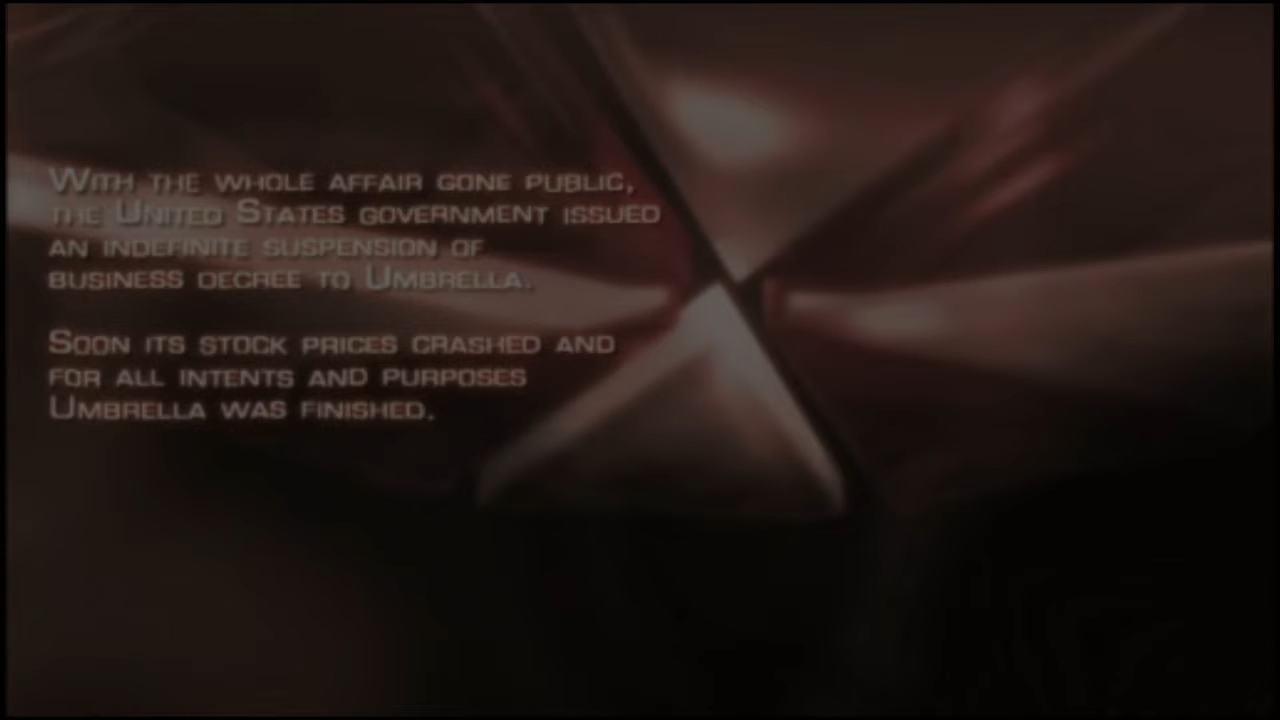 With the whole affair gone public,
the United States government issued
an indefinite suspension of
business decree to Umbrella.
Soon its stock prices crashed and
for all intents and purposes
Umbrella was finished.